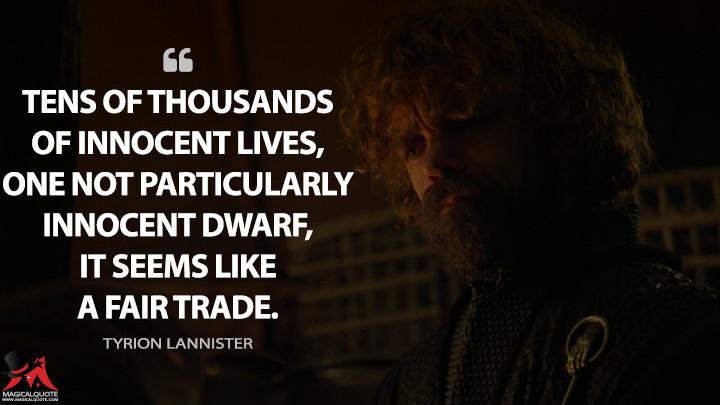 ❝
TENS OF THOUSANDS
OF INNOCENT LIVES,
ONE NOT PARTICULARLY
INNOCENT DWARF,
IT SEEMS LIKE
A FAIR TRADE.
TYRION LANNISTER
MAGICALQUOTE
WWW.MAGICALQUOTE.COM